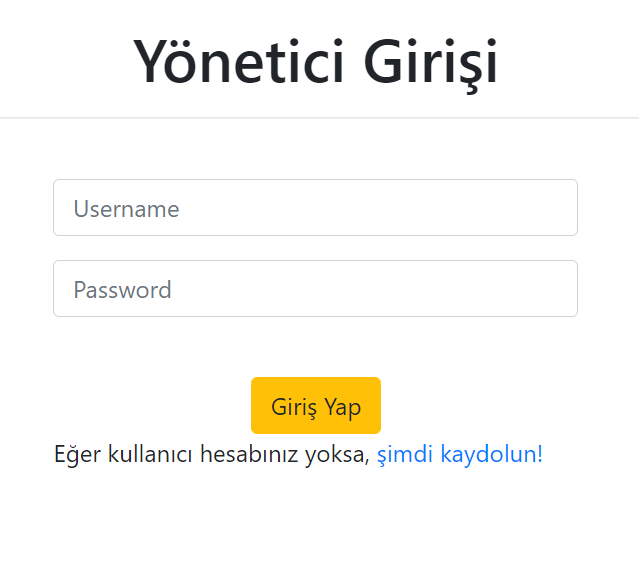 Yönetici Girişi
Username
Password
Giriş Yap
Eğer kullanıcı hesabınız yoksa, şimdi kaydolun!